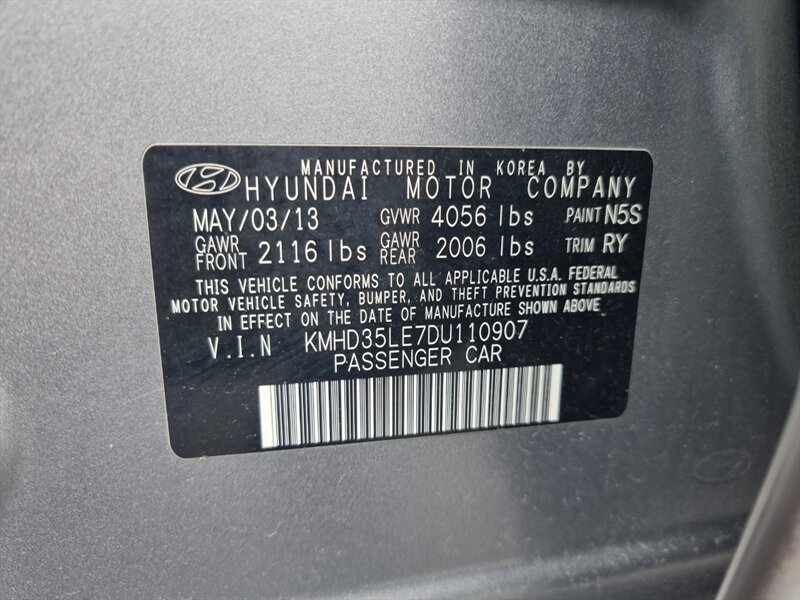 MANUFACTURED IN KOREA BY
HYUNDAI MOTOR COMPANY
MAY/03/13 GVWR 4056 lbs PAINT N5S
GAWR FRONT 2116 lbs GAWR REAR 2006 lbs TRIM RY
THIS VEHICLE CONFORMS TO ALL APPLICABLE U.S.A. FEDERAL
MOTOR VEHICLE SAFETY, BUMPER, AND THEFT PREVENTION STANDARDS
IN EFFECT ON THE DATE OF MANUFACTURE SHOWN ABOVE
V.I.N KMHD35LE7DU110907
PASSENGER CAR